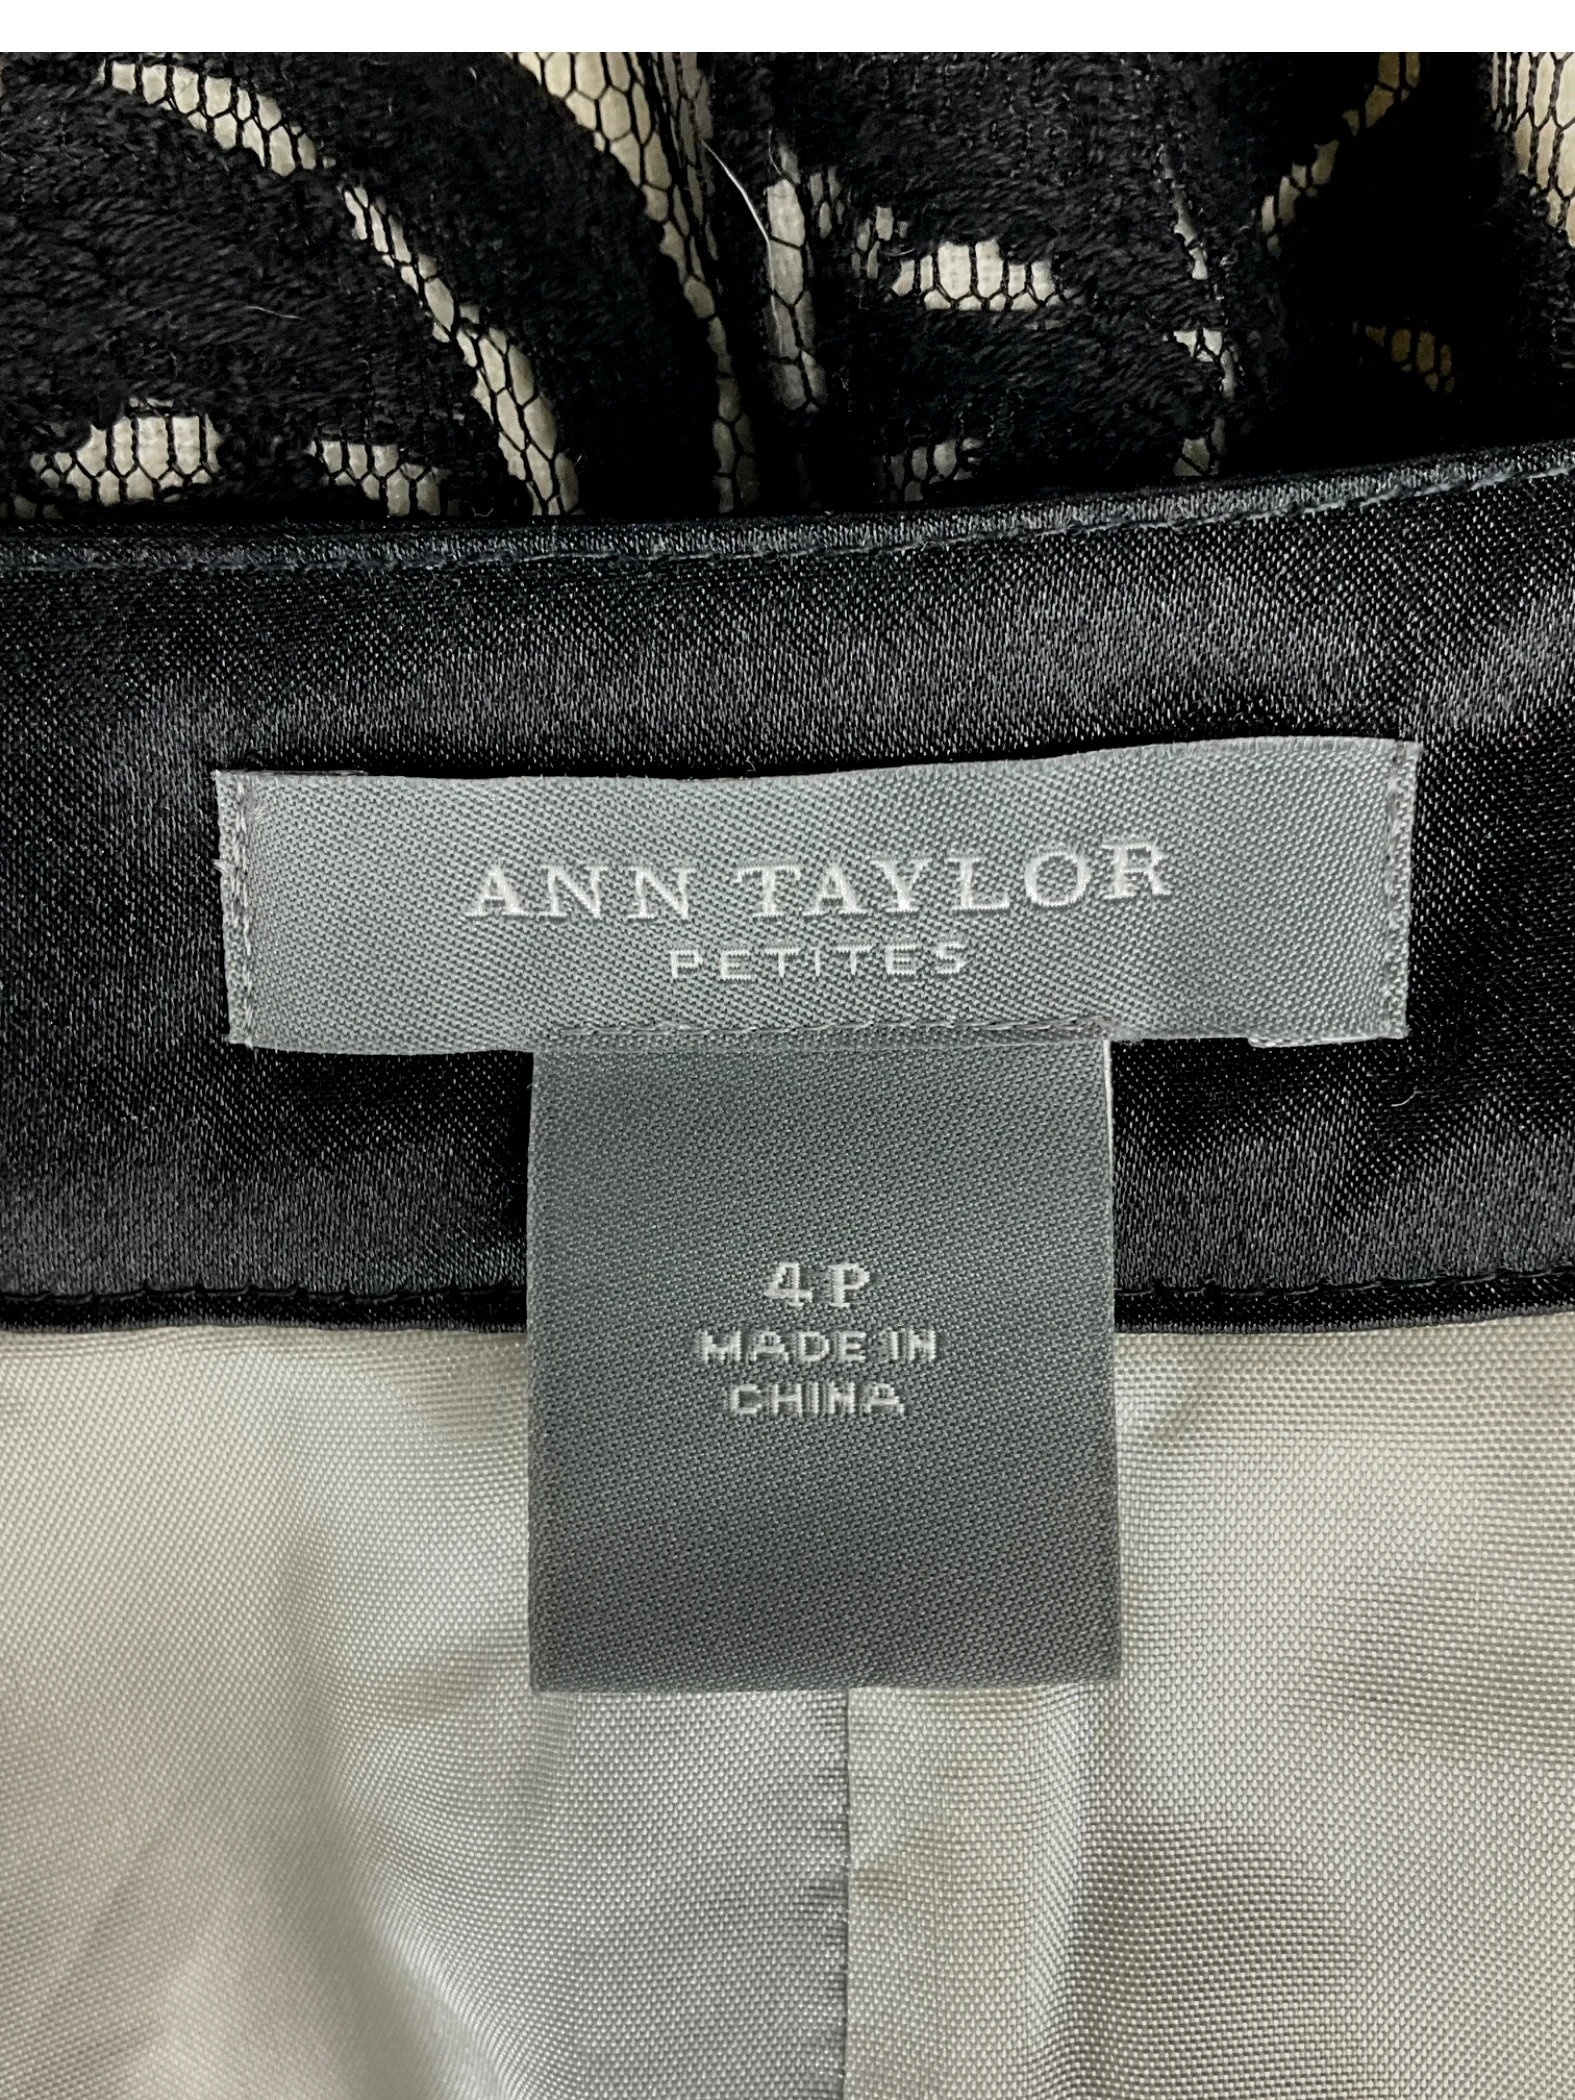 ANN TAYLOR
PETITES
4P
MADE IN
CHINA